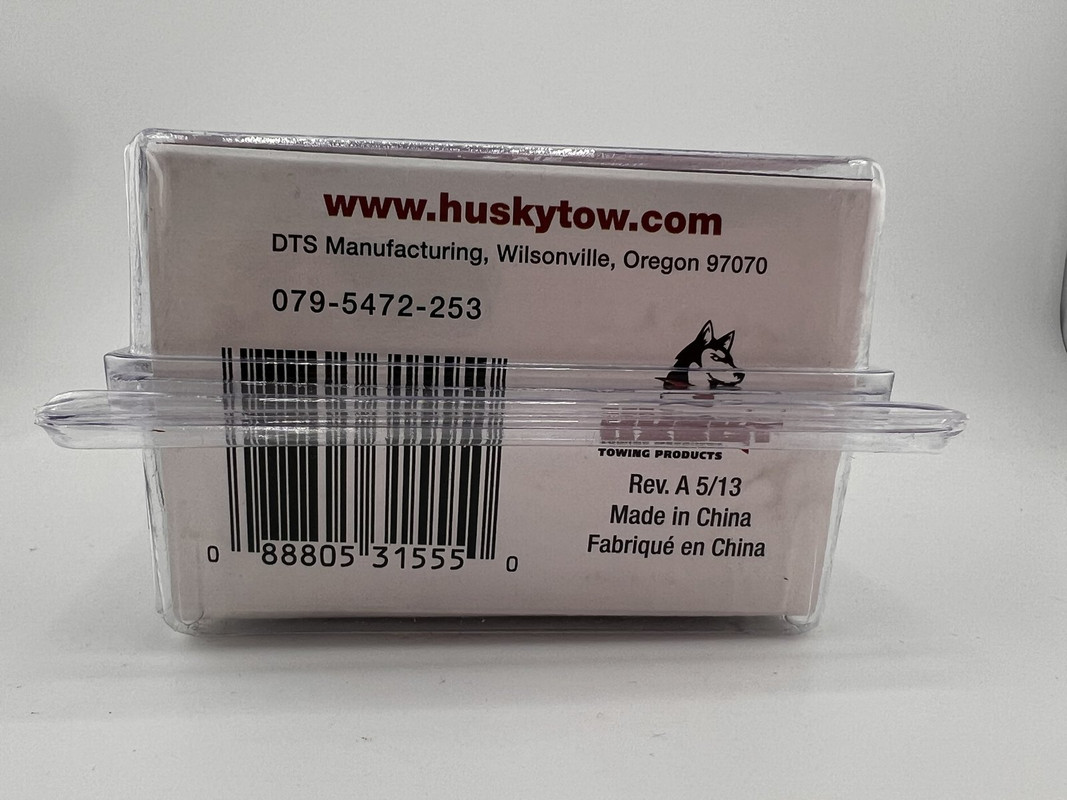 www.huskytow.com
DTS Manufacturing, Wilsonville, Oregon 97070
079-5472-253
TOWING PRODUCTS
Rev. A 5/13
Made in China
Fabriqué en China
0 88805 31555 0